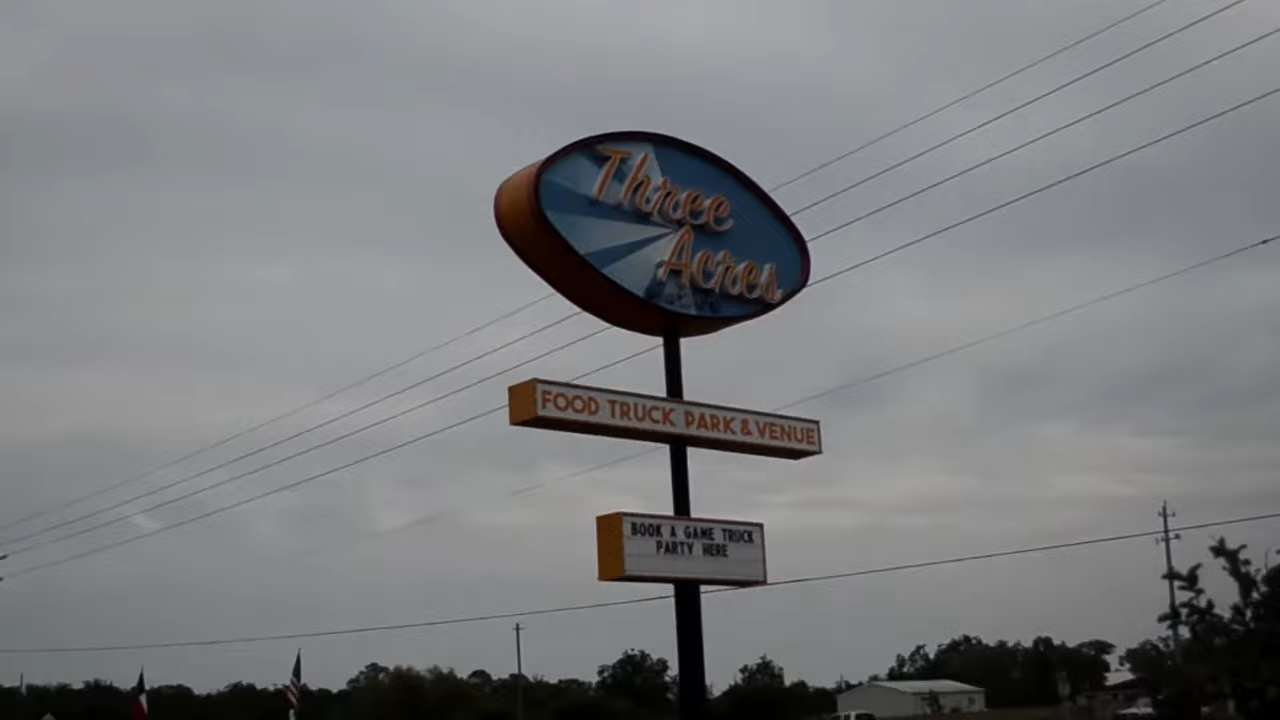 Three
Acres
FOOD TRUCK PARK & VENUE
BOOK A GAME TRUCK
PARTY HERE